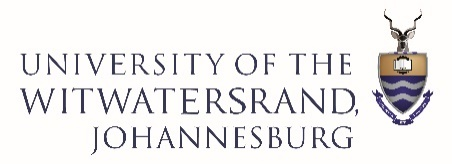 UNIVERSITY OF THE
WITWATERSRAND,
JOHANNESBURG